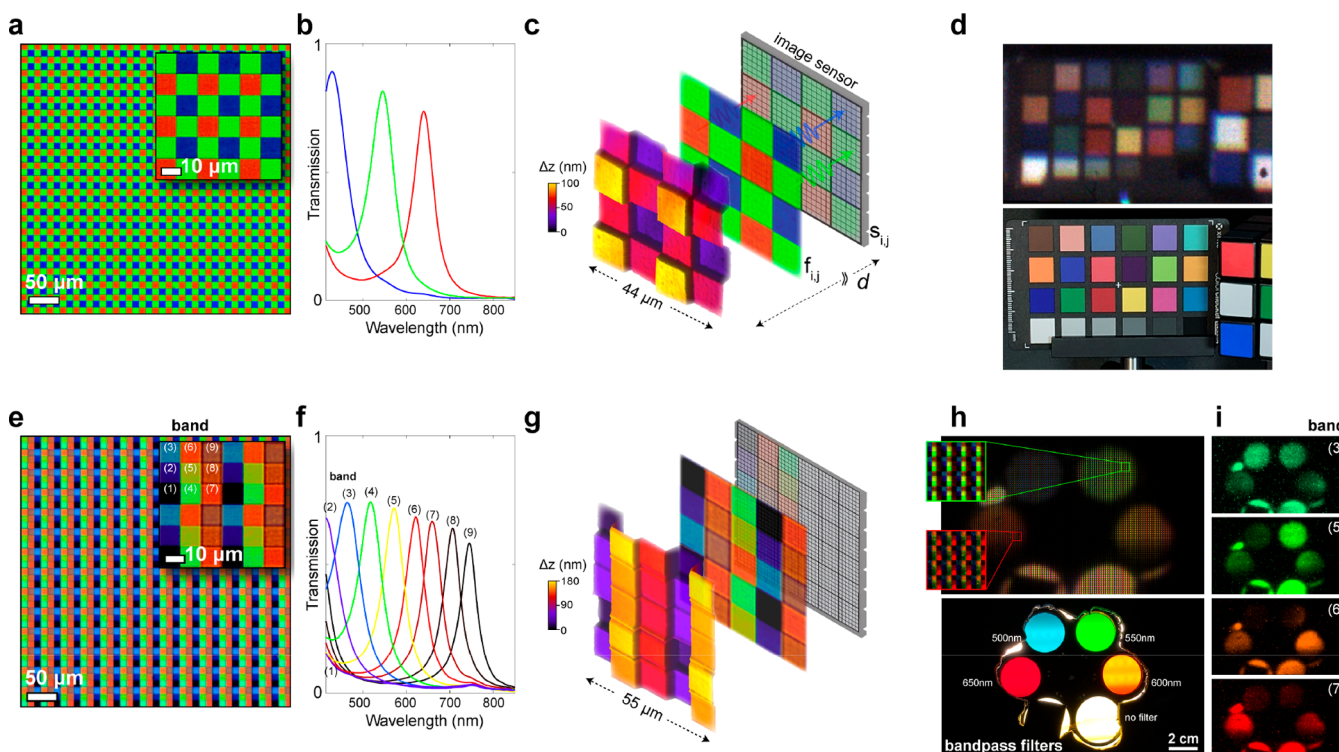 a
10 µm
50 µm
b
1
Transmission
0
500 600 700 800
Wavelength (nm)
c
image sensor
Δz (nm)
100
50
0
s i,j
f i,j
d
44 µm
d
e
band
(3) (6) (9)
(2) (5) (8)
(1) (4) (7)
10 µm
50 µm
f
1
band
(2) (3) (4) (5) (6) (7) (8) (9)
(1)
Transmission
0
500 600 700 800
Wavelength (nm)
g
Δz (nm)
180
90
0
55 µm
h
500nm
550nm
650nm
600nm
no filter
2 cm
bandpass filters
i
band
(3
(5
(6
(7